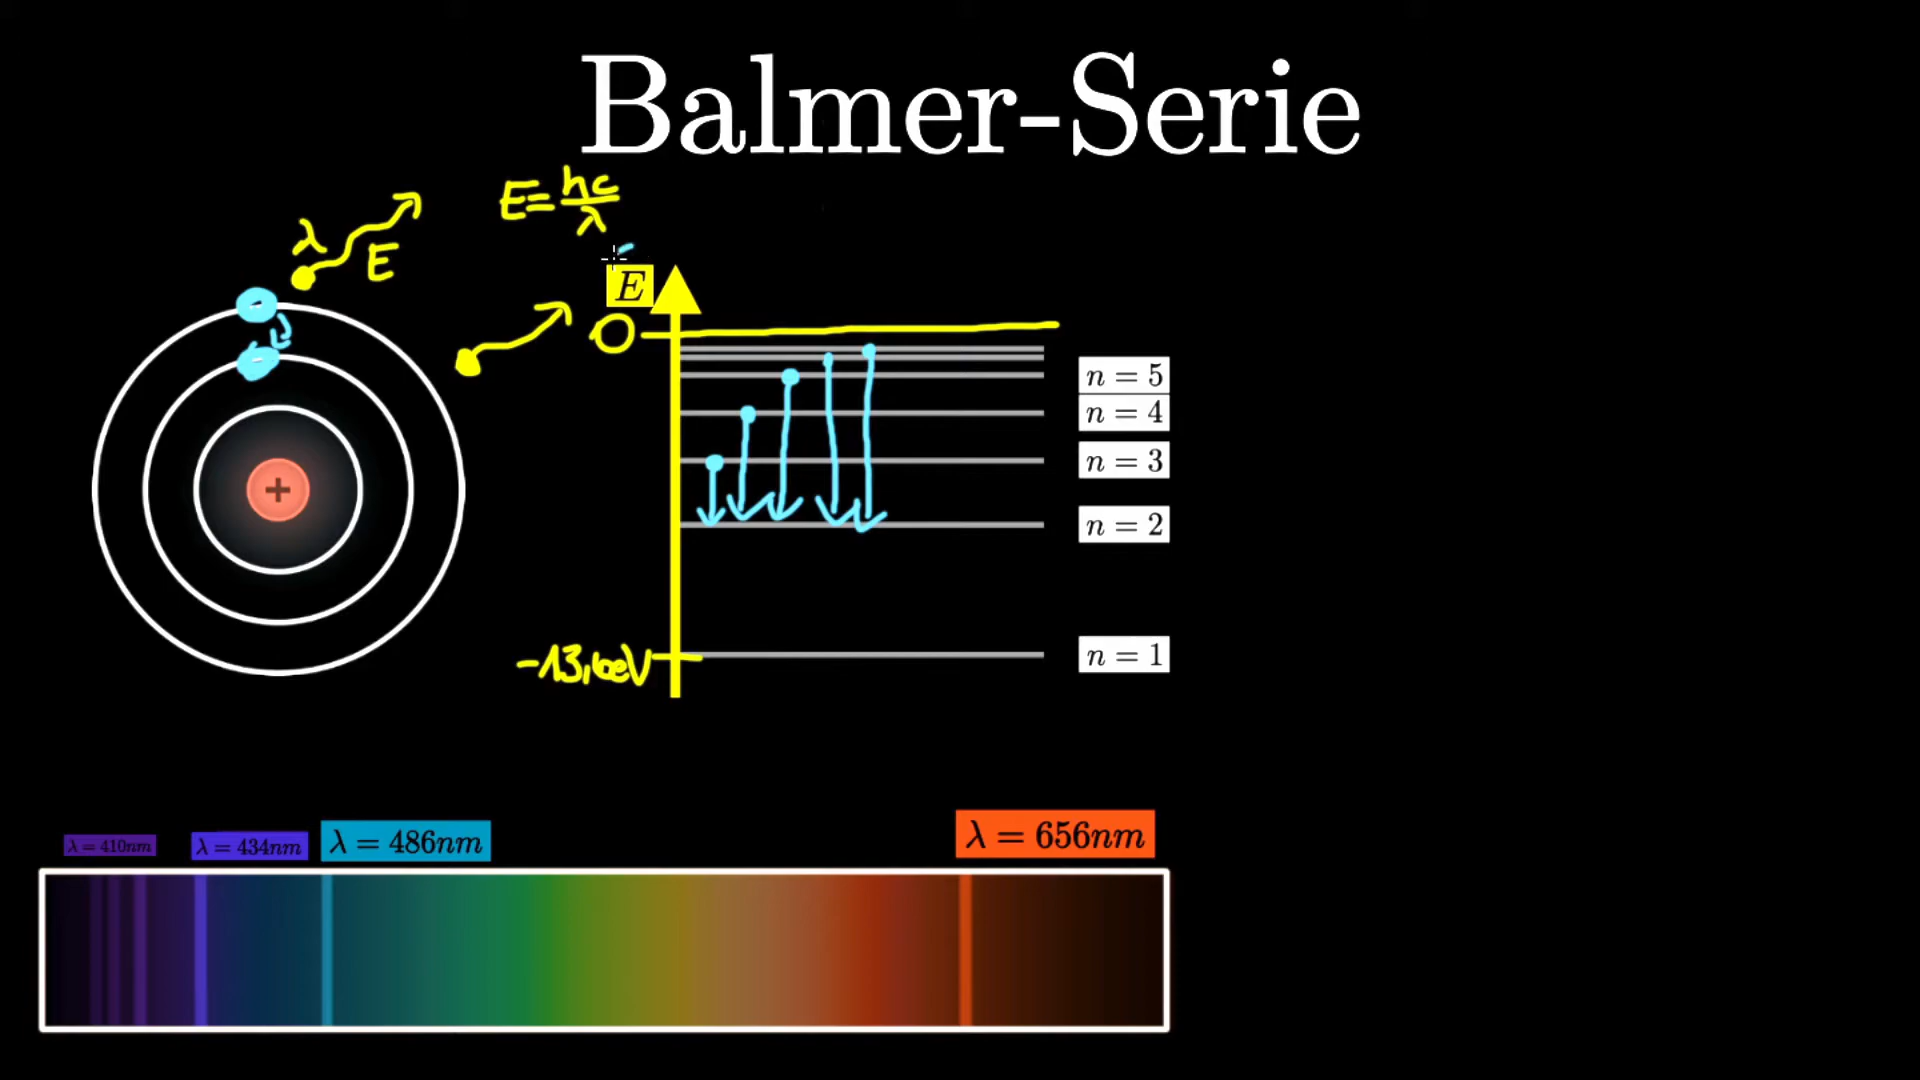 Balmer-Serie
E = hc/λ
λ
E
E
0
+
n = 5
n = 4
n = 3
n = 2
-13,6eV
n = 1
λ = 410nm
λ = 434nm
λ = 486nm
λ = 656nm